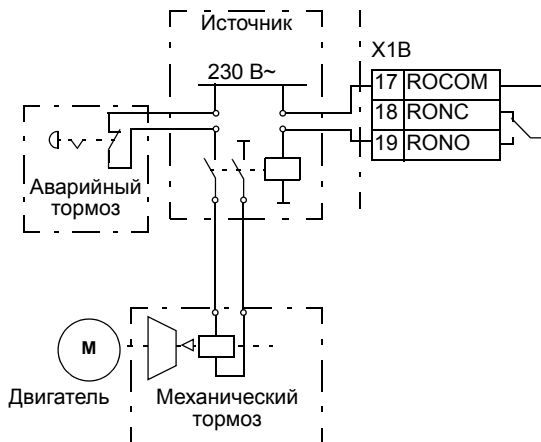 Источник
230 В~
X1B
17 ROCOM
18 RONC
19 RONO
Аварийный
тормоз
M
Двигатель
Механический
тормоз